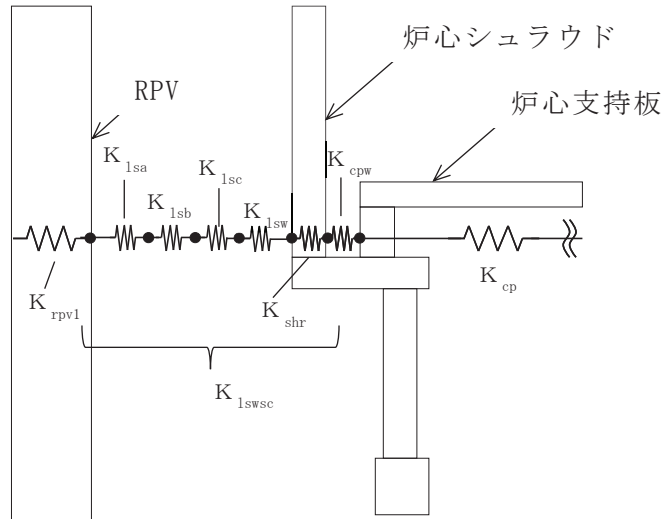 炉心シュラウド
RPV
炉心支持板
K lsa
K lsc
K cpw
K lsb
K lsw
K cp
K rpv1
K shr
K lswsc